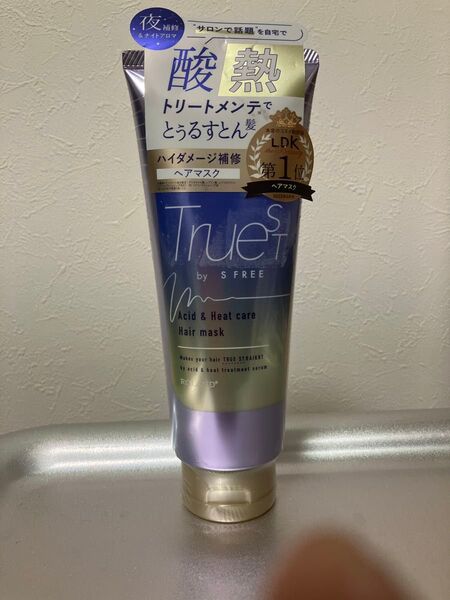 夜補修
&ナイトアロマ
"サロンで話題"を自宅で
酸熱
トリートメンテ※で
とぅるすとん髪
ハイダメージ補修
ヘアマスク
LDK
第1位
ヘアマスク
TrueST
by S FREE
Acid & Heat care
Hair mask
Makes your hair TRUE STRAIGHT
by acid & heat treatment serum